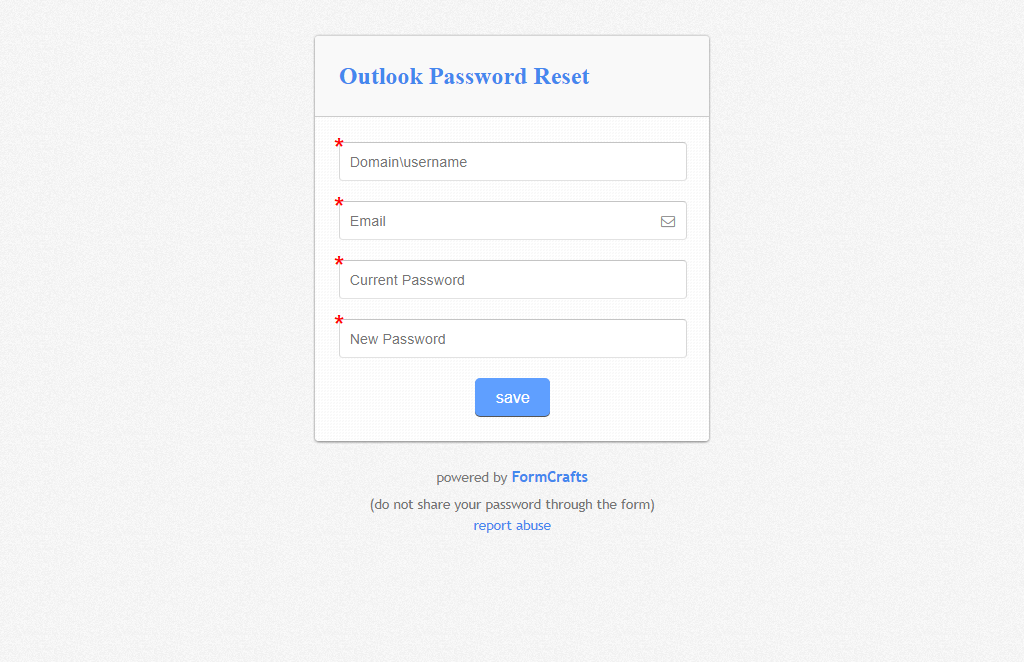 Outlook Password Reset
*
Domain\username
*
Email
*
Current Password
*
New Password
save
powered by FormCrafts
(do not share your password through the form)
report abuse